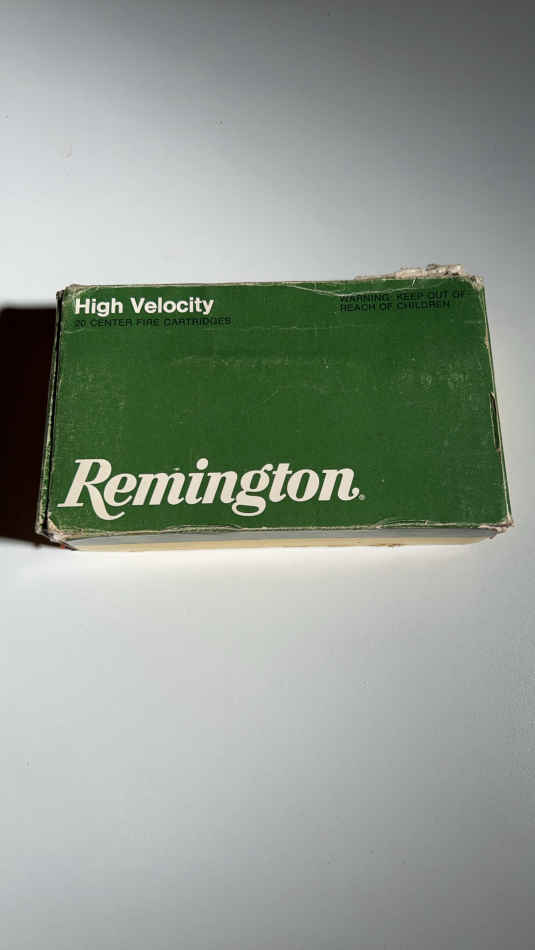 High Velocity
20 CENTER FIRE CARTRIDGES
WARNING: KEEP OUT OF
REACH OF CHILDREN
Remington®